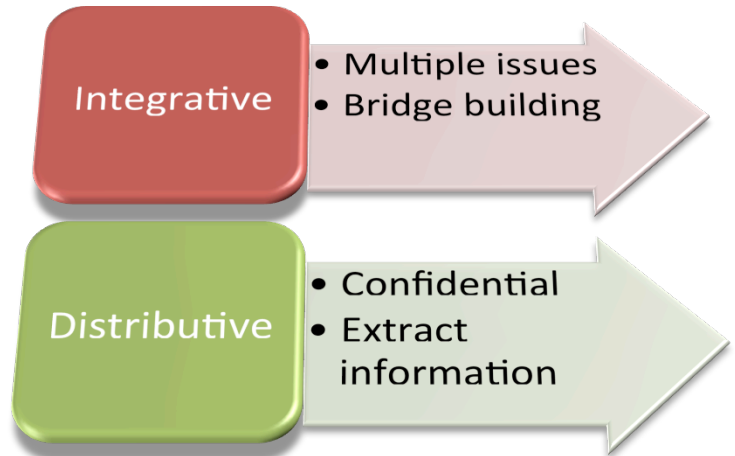 Integrative
• Multiple issues
• Bridge building
Distributive
• Confidential
• Extract
information